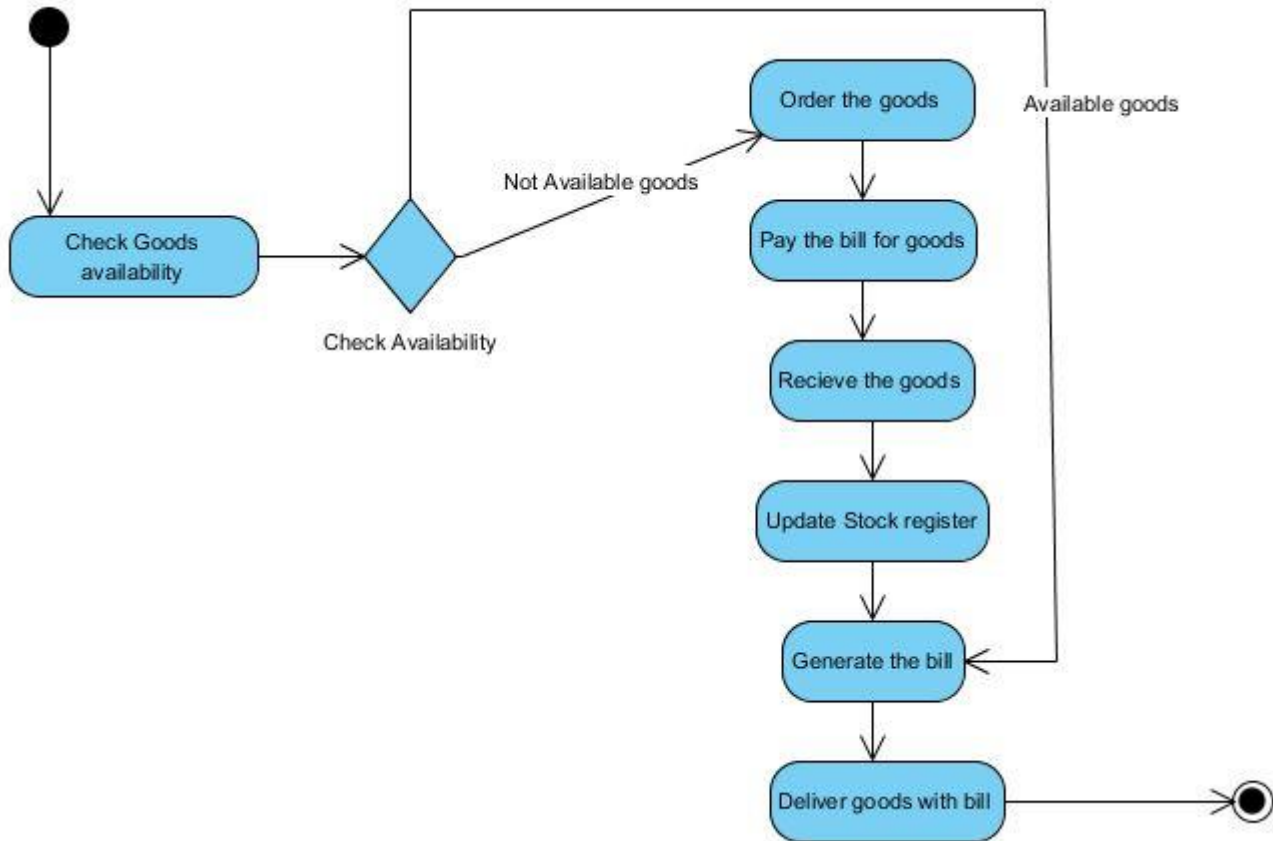 Order the goods
Available goods
Not Available goods
Check Goods
availability
Pay the bill for goods
Check Availability
Recieve the goods
Update Stock register
Generate the bill
Deliver goods with bill